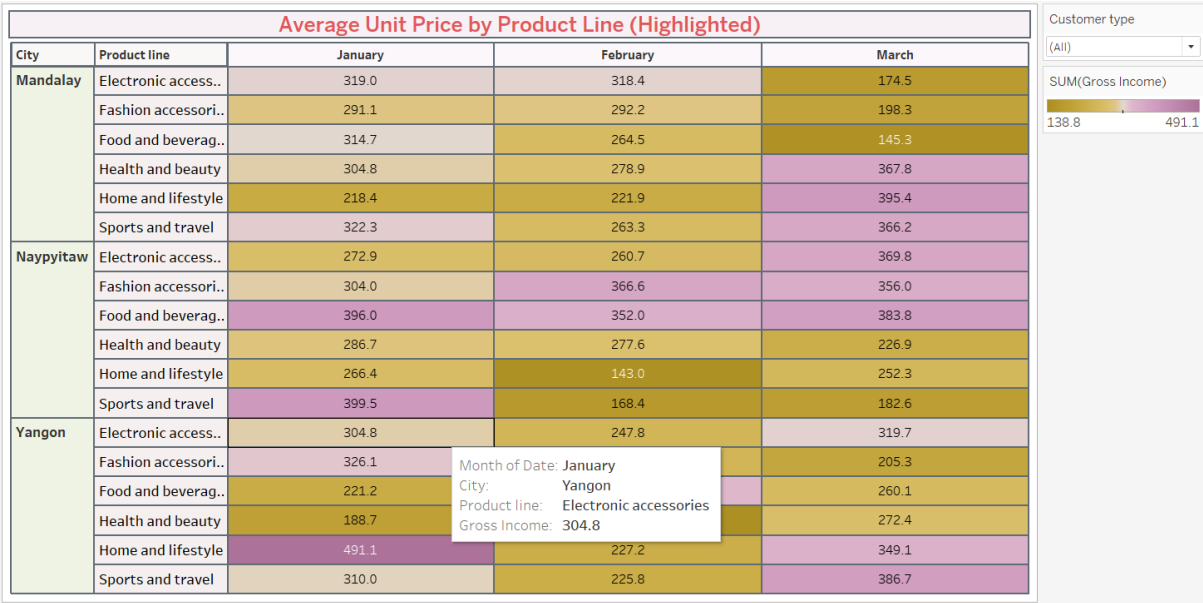 Average Unit Price by Product Line (Highlighted)
Customer type
(All)
SUM(Gross Income)
138.8 491.1
City Product line January February March
Mandalay Electronic access.. 319.0 318.4 174.5
Fashion accessori.. 291.1 292.2 198.3
Food and beverag.. 314.7 264.5 145.3
Health and beauty 304.8 278.9 367.8
Home and lifestyle 218.4 221.9 395.4
Sports and travel 322.3 263.3 366.2
Naypyitaw Electronic access.. 272.9 260.7 369.8
Fashion accessori.. 304.0 366.6 356.0
Food and beverag.. 396.0 352.0 383.8
Health and beauty 286.7 277.6 226.9
Home and lifestyle 266.4 143.0 252.3
Sports and travel 399.5 168.4 182.6
Yangon Electronic access.. 304.8 247.8 319.7
Fashion accessori.. 326.1 205.3
Food and beverag.. 221.2 260.1
Health and beauty 188.7 272.4
Home and lifestyle 491.1 227.2 349.1
Sports and travel 310.0 225.8 386.7
Month of Date: January
City: Yangon
Product line: Electronic accessories
Gross Income: 304.8